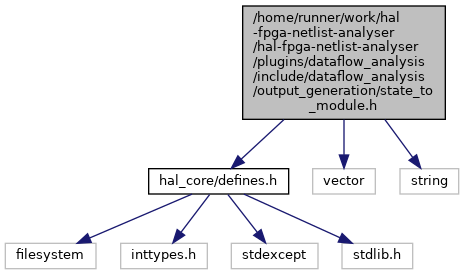 /home/runner/work/hal
-fpga-netlist-analyser
/hal-fpga-netlist-analyser
/plugins/dataflow_analysis
/include/dataflow_analysis
/output_generation/state_to
_module.h
hal_core/defines.h
vector
string
filesystem
inttypes.h
stdexcept
stdlib.h